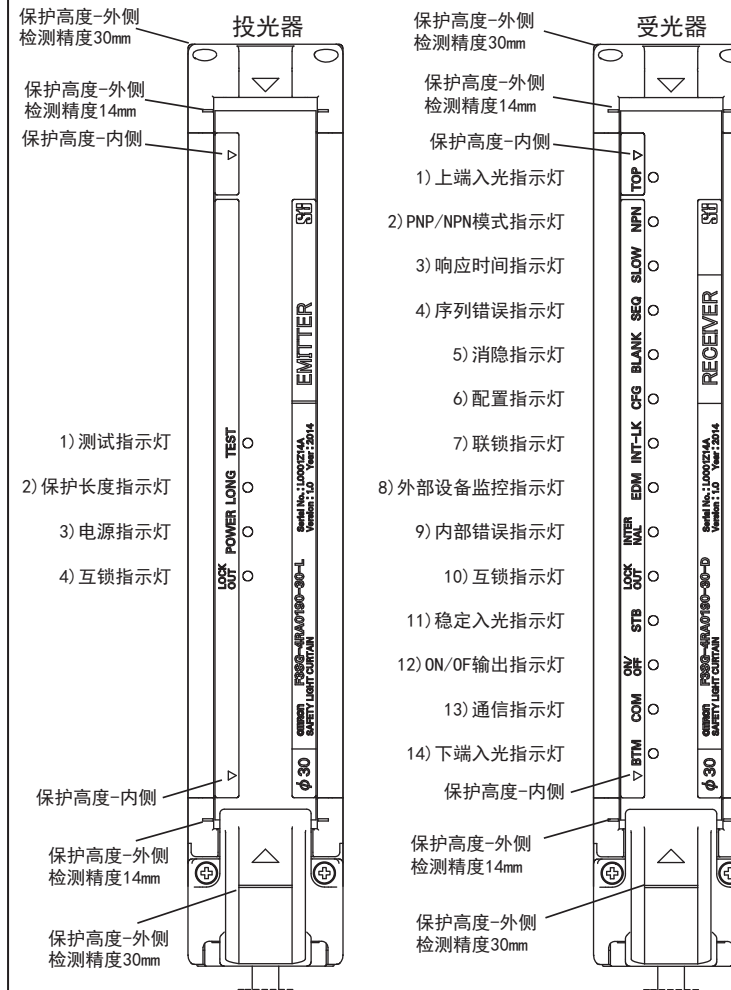 投光器
保护高度-外侧
检测精度30mm
保护高度-外侧
检测精度14mm
保护高度-内侧
1)测试指示灯
2)保护长度指示灯
3)电源指示灯
4)互锁指示灯
TEST
LONG
POWER
LOCK
OUT
STI
EMITTER
Serial No.:L0001Z14A
Version:1.0 Year:2014
F3SG-4RA0190-30-L
OMRON SAFETY LIGHT CURTAIN
φ30
保护高度-内侧
保护高度-外侧
检测精度14mm
保护高度-外侧
检测精度30mm
受光器
保护高度-外侧
检测精度30mm
保护高度-外侧
检测精度14mm
保护高度-内侧
1)上端入光指示灯
2)PNP/NPN模式指示灯
3)响应时间指示灯
4)序列错误指示灯
5)消隐指示灯
6)配置指示灯
7)联锁指示灯
8)外部设备监控指示灯
9)内部错误指示灯
10)互锁指示灯
11)稳定入光指示灯
12)ON/OF输出指示灯
13)通信指示灯
14)下端入光指示灯
TOP
NPN
SLOW
SEQ
BLANK
CFG
INT-LK
EDM
INTER
NAL
LOCK
OUT
STB
ON/
OFF
COM
BTM
STI
RECEIVER
Serial No.:L0001Z14A
Version:1.0 Year:2014
F3SG-4RA0190-30-D
OMRON SAFETY LIGHT CURTAIN
φ30
保护高度-内侧
保护高度-外侧
检测精度14mm
保护高度-外侧
检测精度30mm